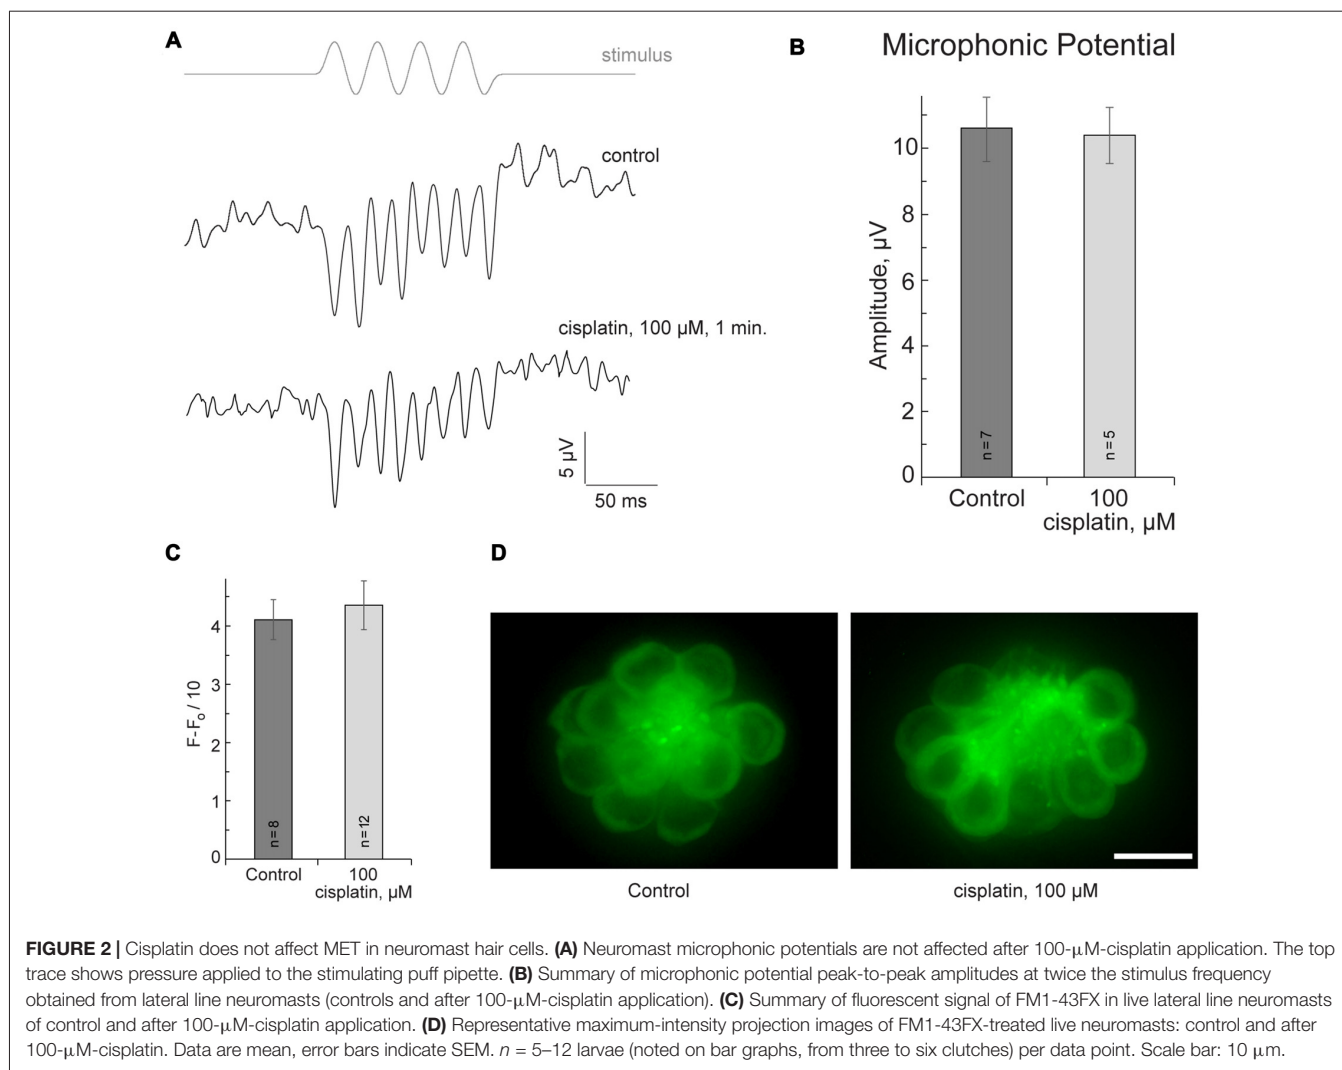 A
stimulus
control
cisplatin, 100 µM, 1 min.
5 µV
50 ms
B
Microphonic Potential
Amplitude, µV
10
8
6
4
2
0
n = 7
n = 5
Control
100
cisplatin, µM
C
F-Fo / 10
4
3
2
1
0
n = 8
n = 12
Control
100
cisplatin, µM
D
Control
cisplatin, 100 µM
FIGURE 2 | Cisplatin does not affect MET in neuromast hair cells. (A) Neuromast microphonic potentials are not affected after 100-µM-cisplatin application. The top
trace shows pressure applied to the stimulating puff pipette. (B) Summary of microphonic potential peak-to-peak amplitudes at twice the stimulus frequency
obtained from lateral line neuromasts (controls and after 100-µM-cisplatin application). (C) Summary of fluorescent signal of FM1-43FX in live lateral line neuromasts
of control and after 100-µM-cisplatin application. (D) Representative maximum-intensity projection images of FM1-43FX-treated live neuromasts: control and after
100-µM-cisplatin. Data are mean, error bars indicate SEM. n = 5–12 larvae (noted on bar graphs, from three to six clutches) per data point. Scale bar: 10 µm.